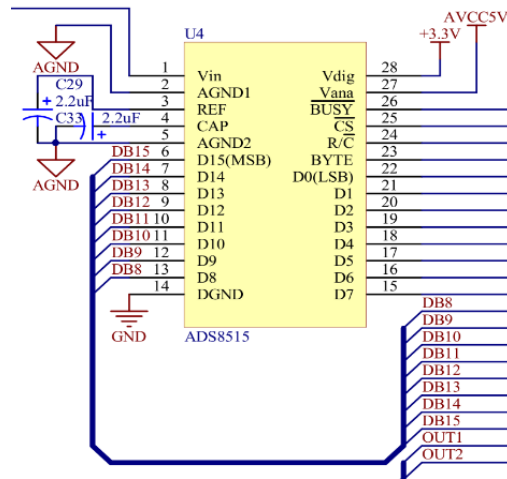 U4
AVCC5V
+3.3V
AGND
C29
2.2uF
C33
2.2uF
+
+
AGND
1 Vin Vdig 28
2 AGND1 Vana 27
3 REF BUSY 26
4 CAP CS 25
5 AGND2 R/C 24
DB15 6 D15(MSB) BYTE 23
DB14 7 D14 D0(LSB) 22
DB13 8 D13 D1 21
DB12 9 D12 D2 20
DB11 10 D11 D3 19
DB10 11 D10 D4 18
DB9 12 D9 D5 17
DB8 13 D8 D6 16
14 DGND D7 15
GND
ADS8515
DB8
DB9
DB10
DB11
DB12
DB13
DB14
DB15
OUT1
OUT2